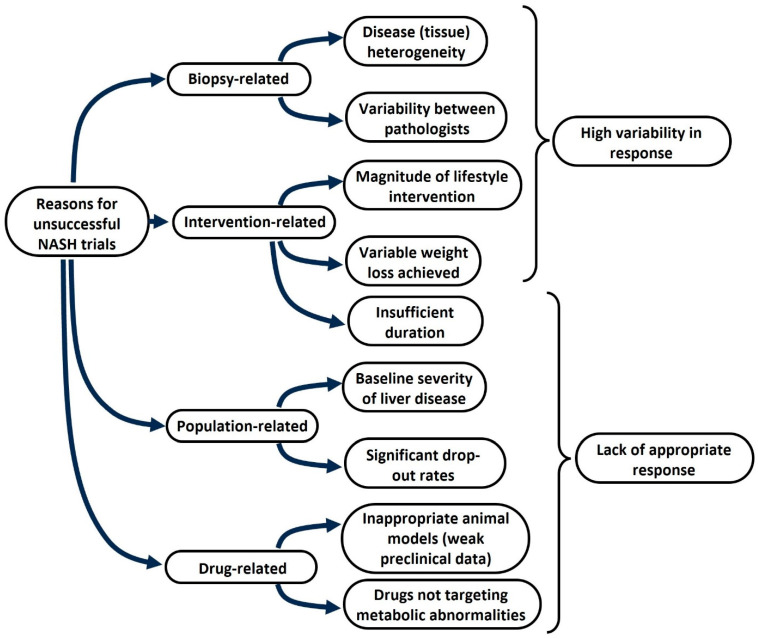 Reasons for
unsuccessful
NASH trials
Biopsy-related
Disease (tissue)
heterogeneity
Variability between
pathologists
Intervention-related
Magnitude of lifestyle
intervention
Variable weight
loss achieved
Insufficient
duration
Population-related
Baseline severity
of liver disease
Significant drop-
out rates
Drug-related
Inappropriate animal
models (weak
preclinical data)
Drugs not targeting
metabolic abnormalities
High variability in
response
Lack of appropriate
response